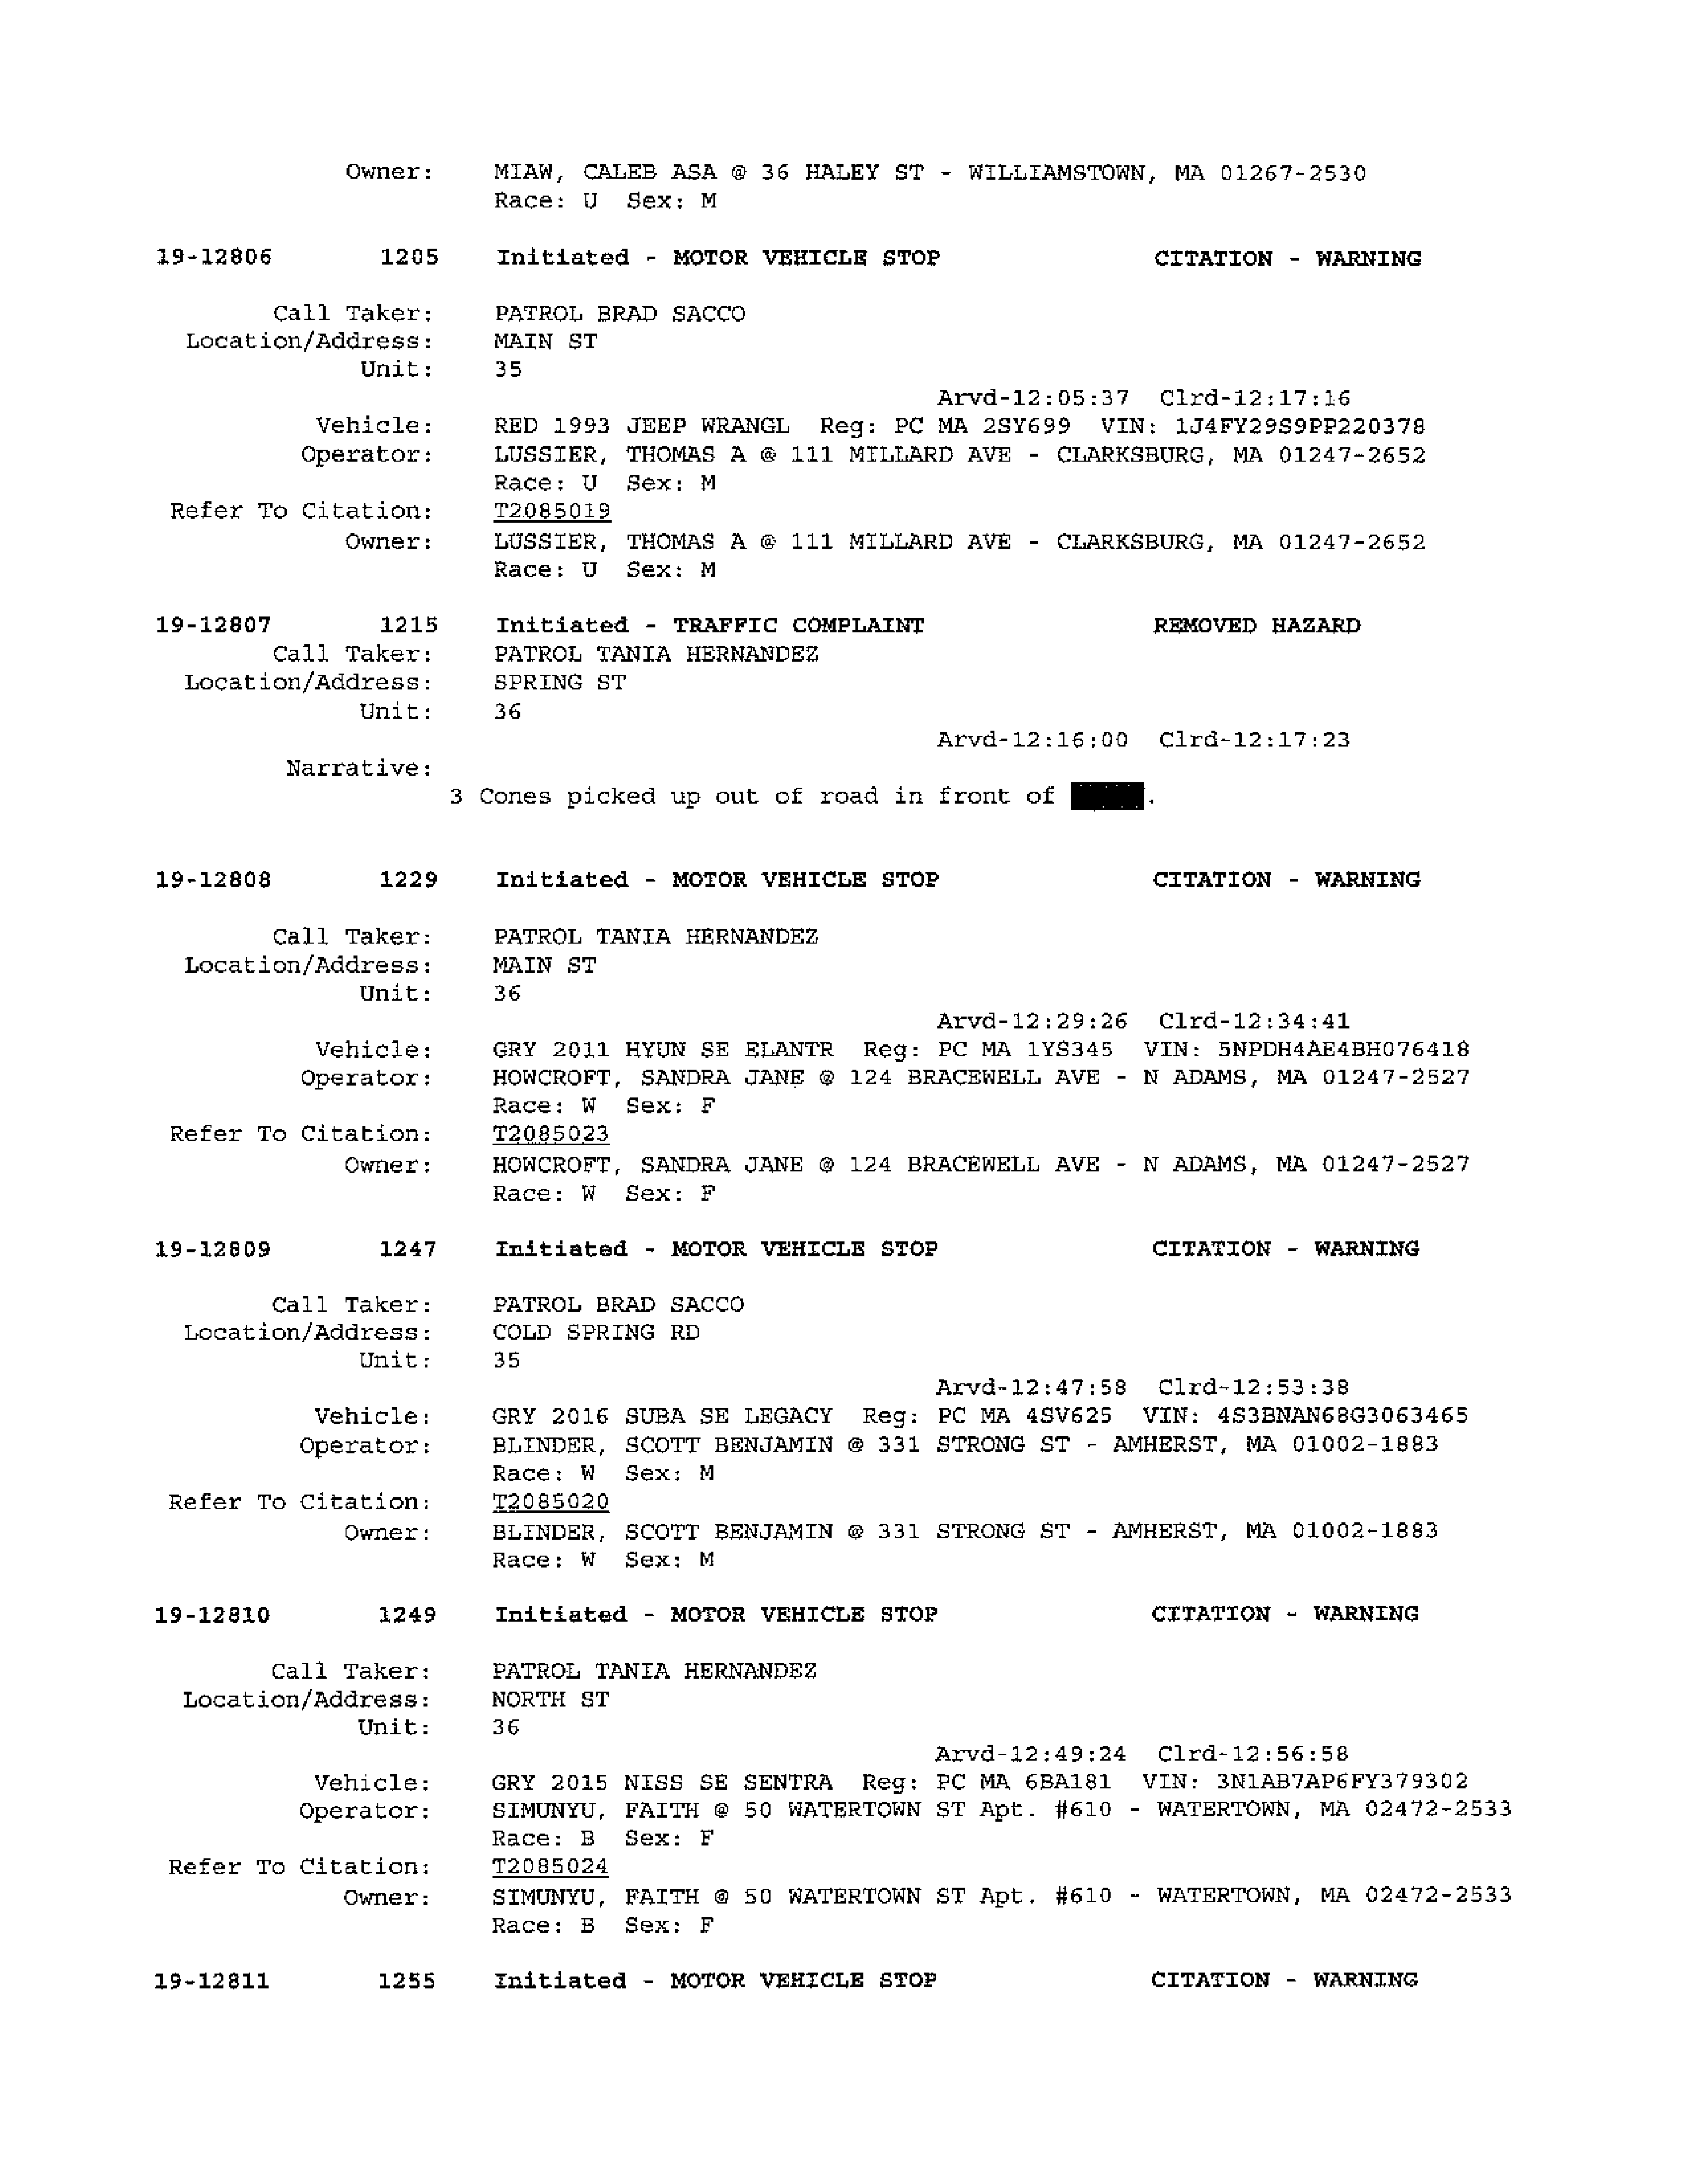 Owner: MIAW, CALEB ASA @ 36 HALEY ST - WILLIAMSTOWN, MA 01267-2530
Race: U Sex: M
19-12806 1205 Initiated - MOTOR VEHICLE STOP CITATION - WARNING
Call Taker: PATROL BRAD SACCO
Location/Address: MAIN ST
Unit: 35
Arvd-12:05:37 Clrd-12:17:16
Vehicle: RED 1993 JEEP WRANGL Reg: PC MA 2SY699 VIN: 1J4FY29S9PP220378
Operator: LUSSIER, THOMAS A @ 111 MILLARD AVE - CLARKSBURG, MA 01247-2652
Race: U Sex: M
Refer To Citation: T2085019
Owner: LUSSIER, THOMAS A @ 111 MILLARD AVE - CLARKSBURG, MA 01247-2652
Race: U Sex: M
19-12807 1215 Initiated - TRAFFIC COMPLAINT REMOVED HAZARD
Call Taker: PATROL TANIA HERNANDEZ
Location/Address: SPRING ST
Unit: 36
Arvd-12:16:00 Clrd-12:17:23
Narrative:
3 Cones picked up out of road in front of .
19-12808 1229 Initiated - MOTOR VEHICLE STOP CITATION - WARNING
Call Taker: PATROL TANIA HERNANDEZ
Location/Address: MAIN ST
Unit: 36
Arvd-12:29:26 Clrd-12:34:41
Vehicle: GRY 2011 HYUN SE ELANTR Reg: PC MA 1YS345 VIN: 5NPDH4AE4BH076418
Operator: HOWCROFT, SANDRA JANE @ 124 BRACEWELL AVE - N ADAMS, MA 01247-2527
Race: W Sex: F
Refer To Citation: T2085023
Owner: HOWCROFT, SANDRA JANE @ 124 BRACEWELL AVE - N ADAMS, MA 01247-2527
Race: W Sex: F
19-12809 1247 Initiated - MOTOR VEHICLE STOP CITATION - WARNING
Call Taker: PATROL BRAD SACCO
Location/Address: COLD SPRING RD
Unit: 35
Arvd-12:47:58 Clrd-12:53:38
Vehicle: GRY 2016 SUBA SE LEGACY Reg: PC MA 4SV625 VIN: 4S3BNAN68G3063465
Operator: BLINDER, SCOTT BENJAMIN @ 331 STRONG ST - AMHERST, MA 01002-1883
Race: W Sex: M
Refer To Citation: T2085020
Owner: BLINDER, SCOTT BENJAMIN @ 331 STRONG ST - AMHERST, MA 01002-1883
Race: W Sex: M
19-12810 1249 Initiated - MOTOR VEHICLE STOP CITATION - WARNING
Call Taker: PATROL TANIA HERNANDEZ
Location/Address: NORTH ST
Unit: 36
Arvd-12:49:24 Clrd-12:56:58
Vehicle: GRY 2015 NISS SE SENTRA Reg: PC MA 6BA181 VIN: 3N1AB7AP6FY379302
Operator: SIMUNYU, FAITH @ 50 WATERTOWN ST Apt. #610 - WATERTOWN, MA 02472-2533
Race: B Sex: F
Refer To Citation: T2085024
Owner: SIMUNYU, FAITH @ 50 WATERTOWN ST Apt. #610 - WATERTOWN, MA 02472-2533
Race: B Sex: F
19-12811 1255 Initiated - MOTOR VEHICLE STOP CITATION - WARNING